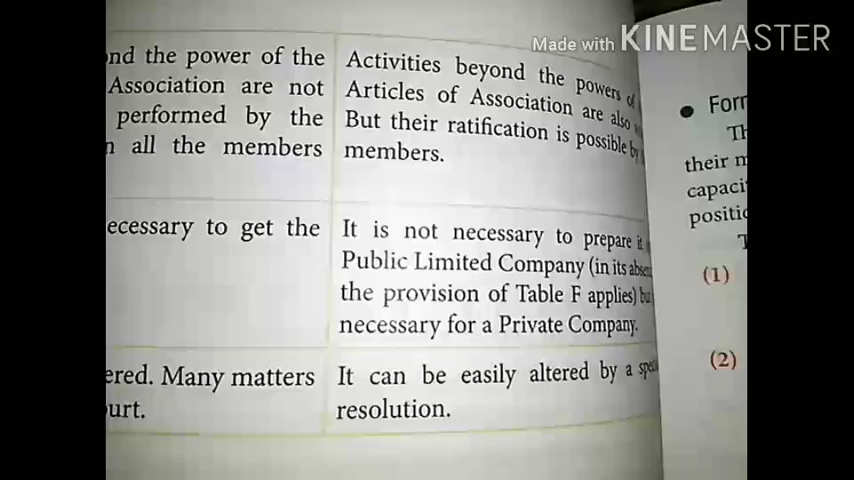 Made with KINEMASTER
nd the power of the
Association are not
performed by the
all the members
Activities beyond the powers
Articles of Association are also
But their ratification is possible by
members.
ecessary to get the
It is not necessary to prepare it
Public Limited Company (in its
the provision of Table F applies)
necessary for a Private Company.
ered. Many matters
urt.
It can be easily altered by a
resolution.
• Forr
their
capaci
positic
(1)
(2)